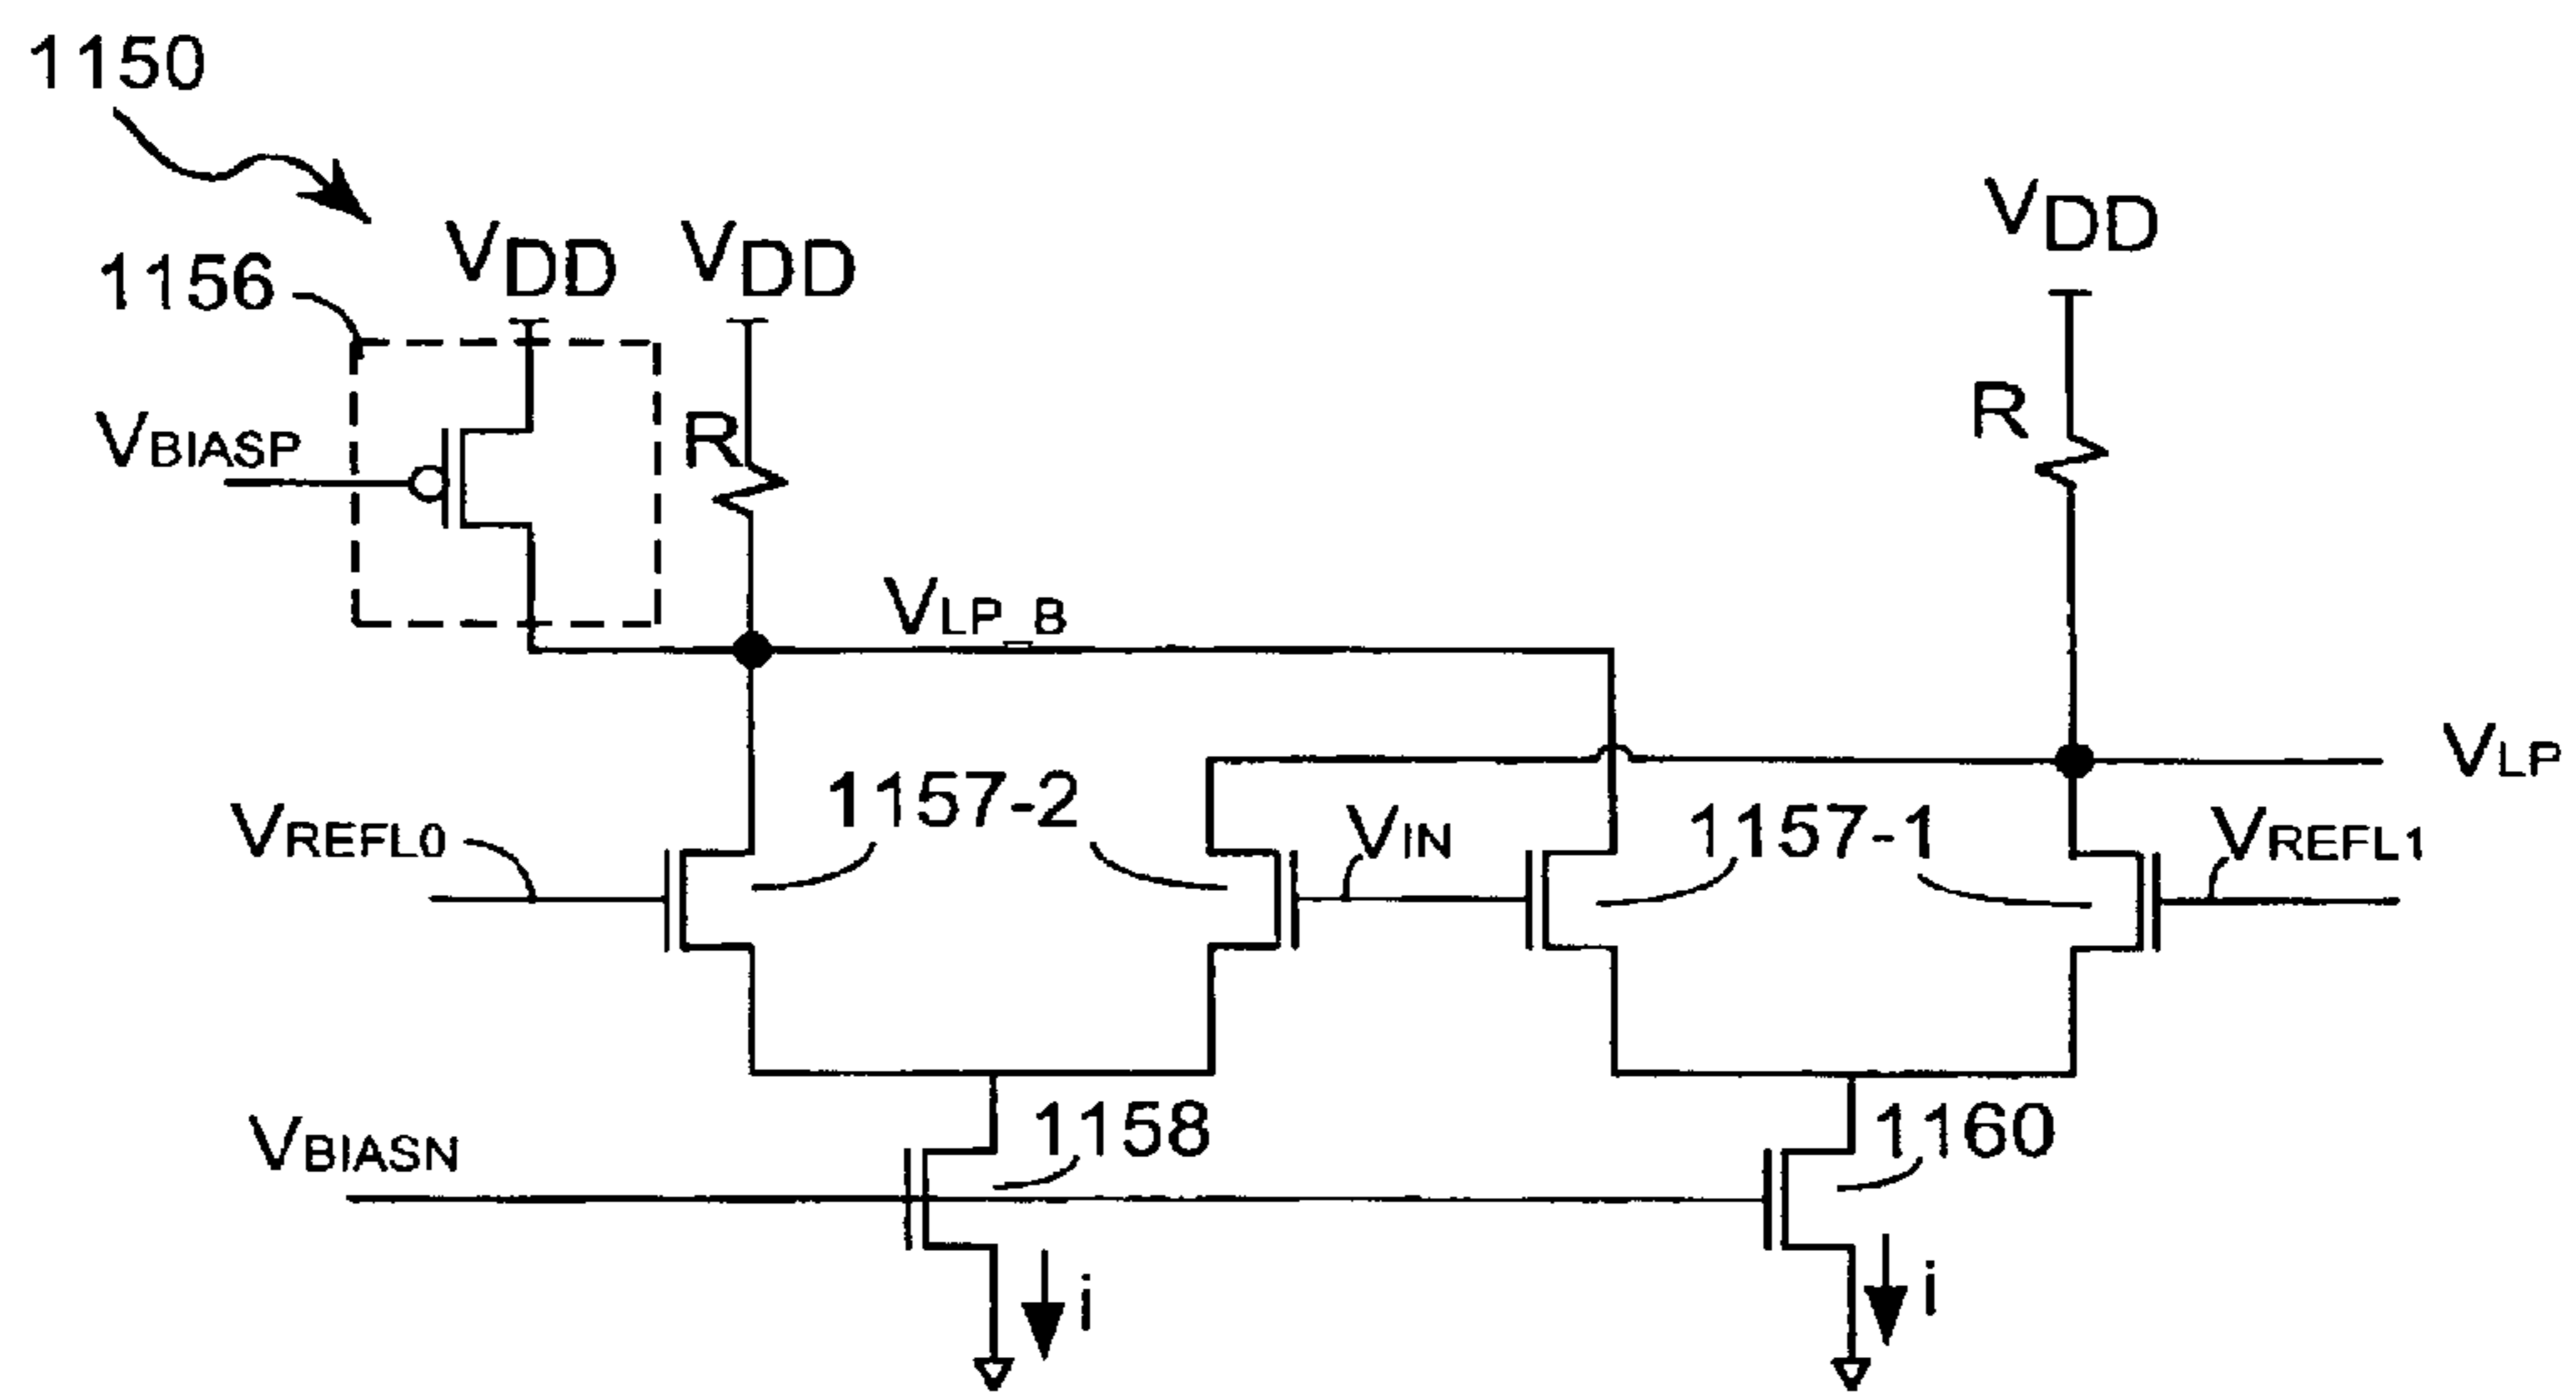 1150
VDD
VDD
VDD
1156
VBIASP
R
R
VLP_B
VLP
VREFL0
1157-2
VIN
1157-1
VREFL1
VBIASN
1158
1160
i
i